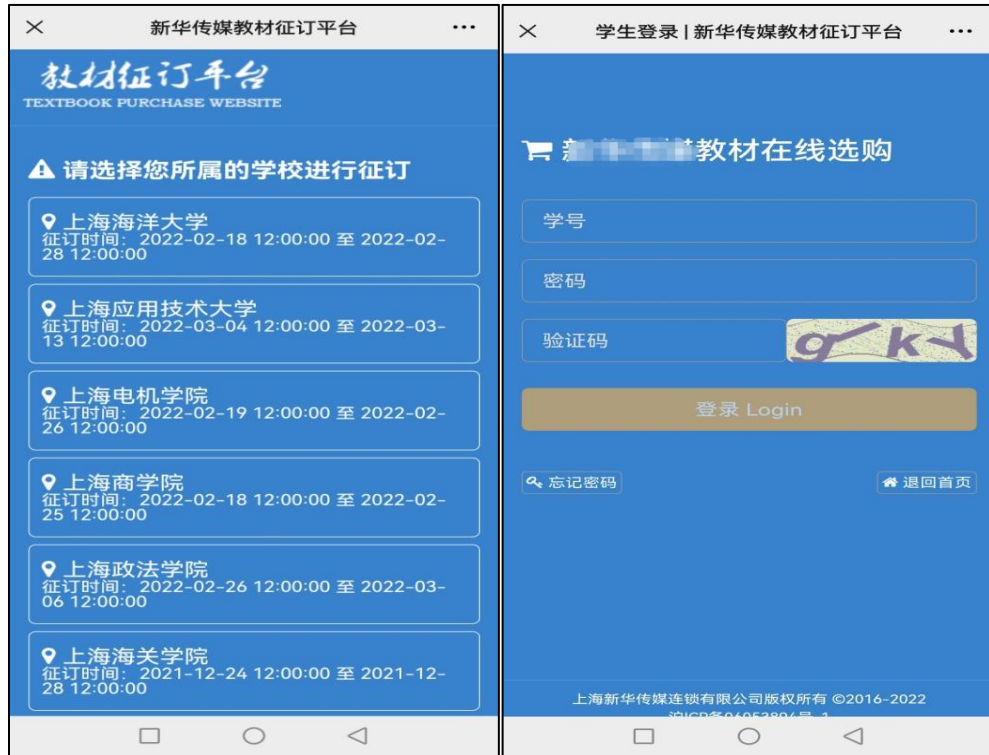 新华传媒教材征订平台
教材征订平台
TEXTBOOK PURCHASE WEBSITE
请选择您所属的学校进行征订
上海海洋大学
征订时间：2022-02-18 12:00:00 至 2022-02-
28 12:00:00
上海应用技术大学
征订时间：2022-03-04 12:00:00 至 2022-03-
13 12:00:00
上海电机学院
征订时间：2022-02-19 12:00:00 至 2022-02-
26 12:00:00
上海商学院
征订时间：2022-02-18 12:00:00 至 2022-02-
25 12:00:00
上海政法学院
征订时间：2022-02-26 12:00:00 至 2022-03-
06 12:00:00
上海海关学院
征订时间：2021-12-24 12:00:00 至 2021-12-
28 12:00:00
学生登录 | 新华传媒教材征订平台
教材在线选购
学号
密码
验证码
登录 Login
忘记密码
退回首页
上海新华传媒连锁有限公司版权所有 ©2016-2022